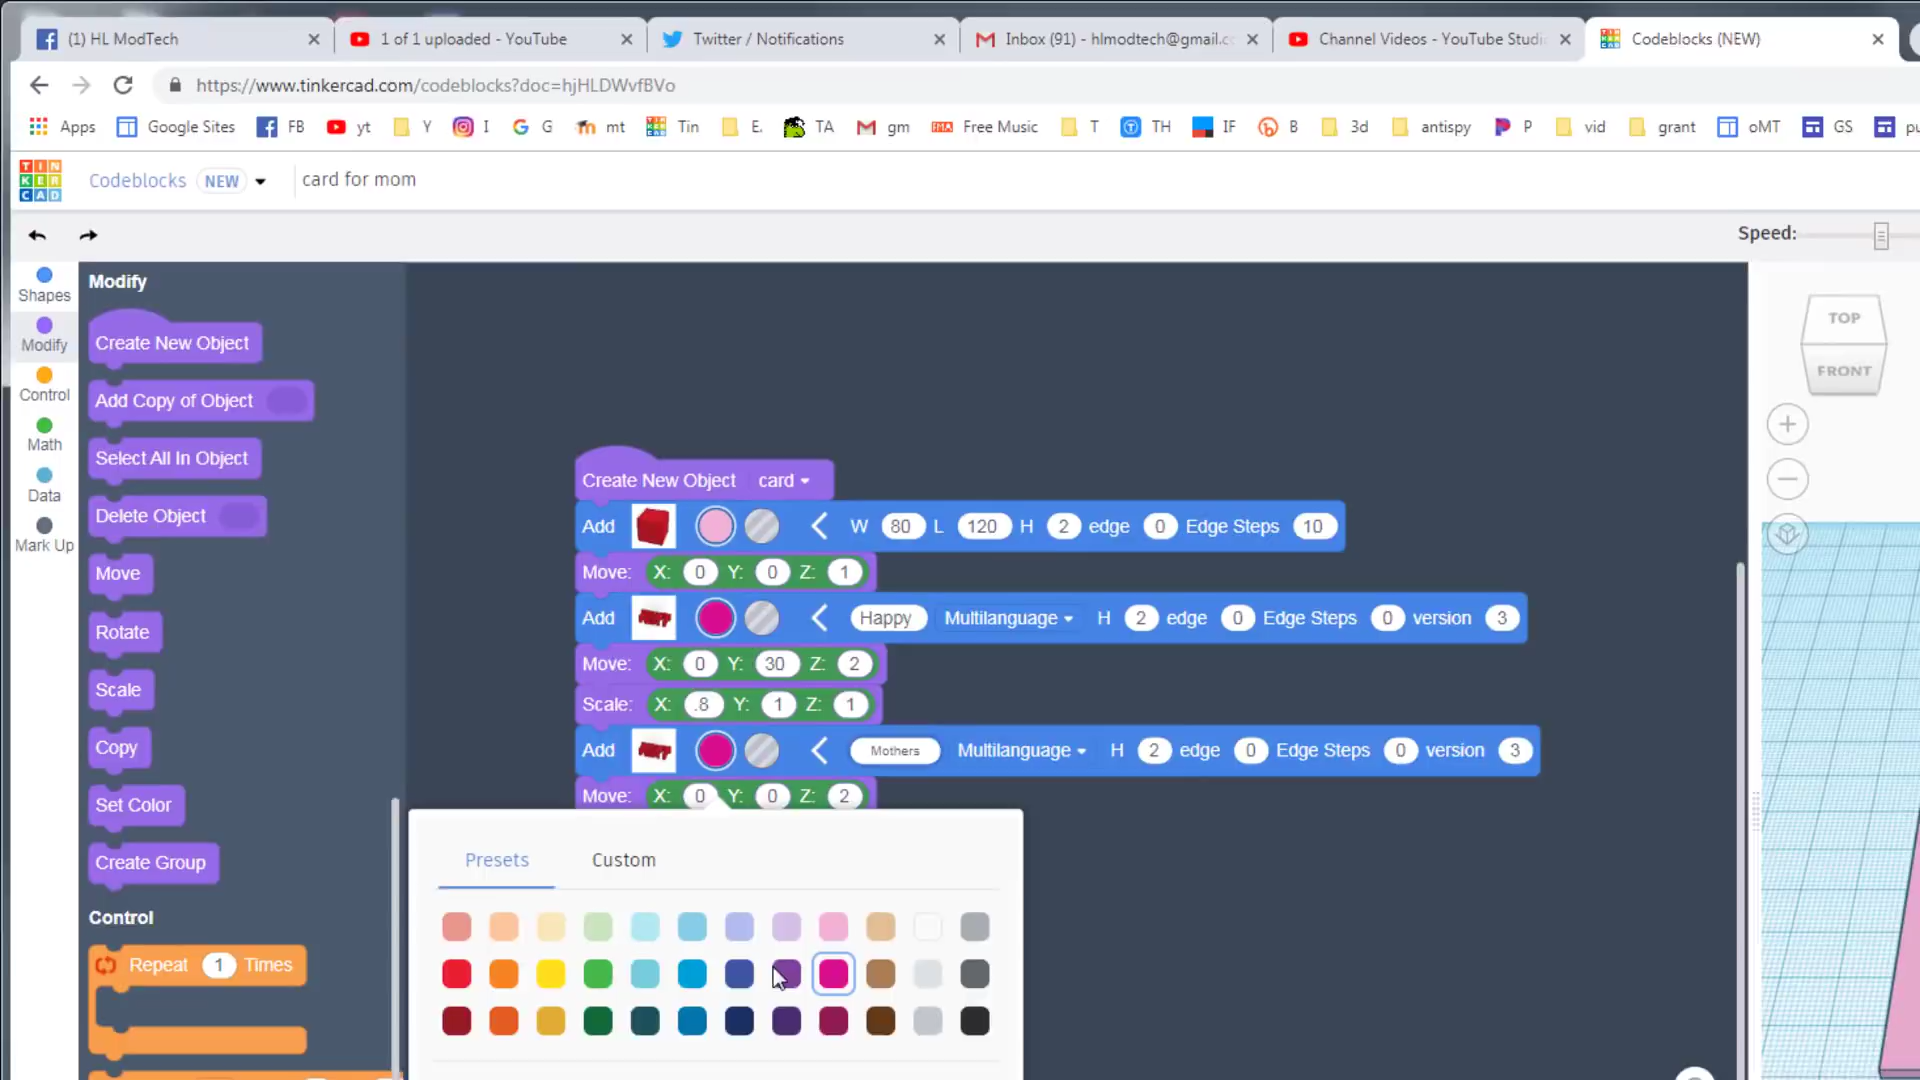 (1) HL ModTech
1 of 1 uploaded - YouTube
Twitter / Notifications
Inbox (91) - hlmodtech@gmail.c
Channel Videos - YouTube Studi
Codeblocks (NEW)
https://www.tinkercad.com/codeblocks?doc=hjHLDWvfBVo
Apps Google Sites FB yt Y I G mt Tin E. TA gm Free Music T TH IF B 3d antispy P vid grant oMT GS pu
TIN KER CAD Codeblocks NEW card for mom
Speed:
Shapes
Modify
Control
Math
Data
Mark Up
Modify
Create New Object
Add Copy of Object
Select All In Object
Delete Object
Move
Rotate
Scale
Copy
Set Color
Create Group
Control
Repeat 1 Times
Create New Object card
Add W 80 L 120 H 2 edge 0 Edge Steps 10
Move: X: 0 Y: 0 Z: 1
Add Happy Multilanguage H 2 edge 0 Edge Steps 0 version 3
Move: X: 0 Y: 30 Z: 2
Scale: X: .8 Y: 1 Z: 1
Add Mothers Multilanguage H 2 edge 0 Edge Steps 0 version 3
Move: X: 0 Y: 0 Z: 2
Presets Custom
TOP
FRONT